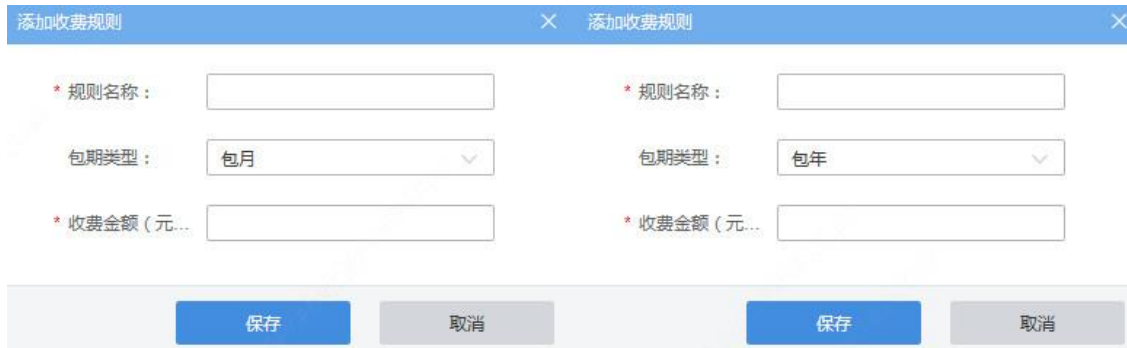 添加收费规则
* 规则名称：
包期类型：
包月
* 收费金额（元...
保存
取消
添加收费规则
* 规则名称：
包期类型：
包年
* 收费金额（元...
保存
取消